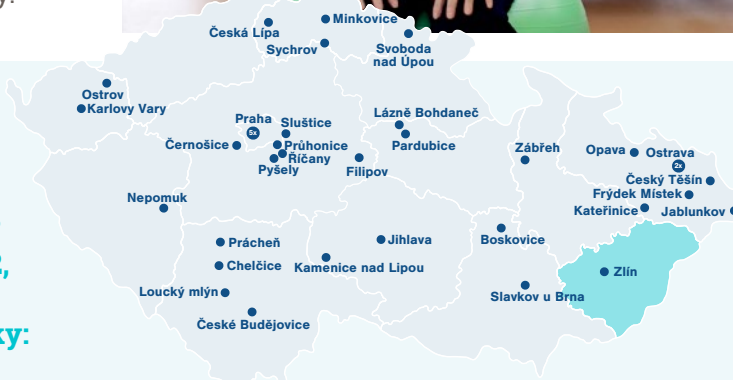 Minkovice
Česká Lípa
Sychrov
Svoboda
nad Úpou
Ostrov
Karlovy Vary
Lázně Bohdaneč
Praha
5x
Sluštice
Černošice
Průhonice
Pardubice
Zábřeh
Opava
Ostrava
2x
Říčany
Pyšely
Filipov
Český Těšín
Frýdek Místek
Nepomuk
Kateřinice
Jablunkov
Prácheň
Jihlava
Boskovice
Chelčice
Kamenice nad Lipou
Zlín
Loucký mlýn
Slavkov u Brna
České Budějovice
ky: